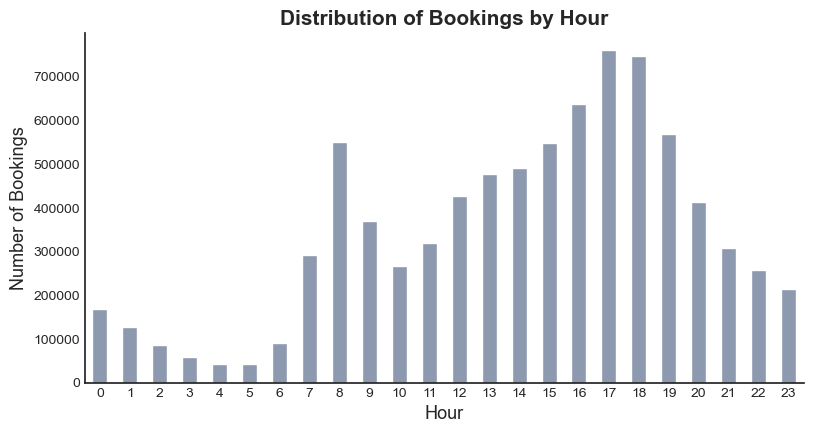 Distribution of Bookings by Hour
Number of Bookings
700000
600000
500000
400000
300000
200000
100000
0
0 1 2 3 4 5 6 7 8 9 10 11 12 13 14 15 16 17 18 19 20 21 22 23
Hour